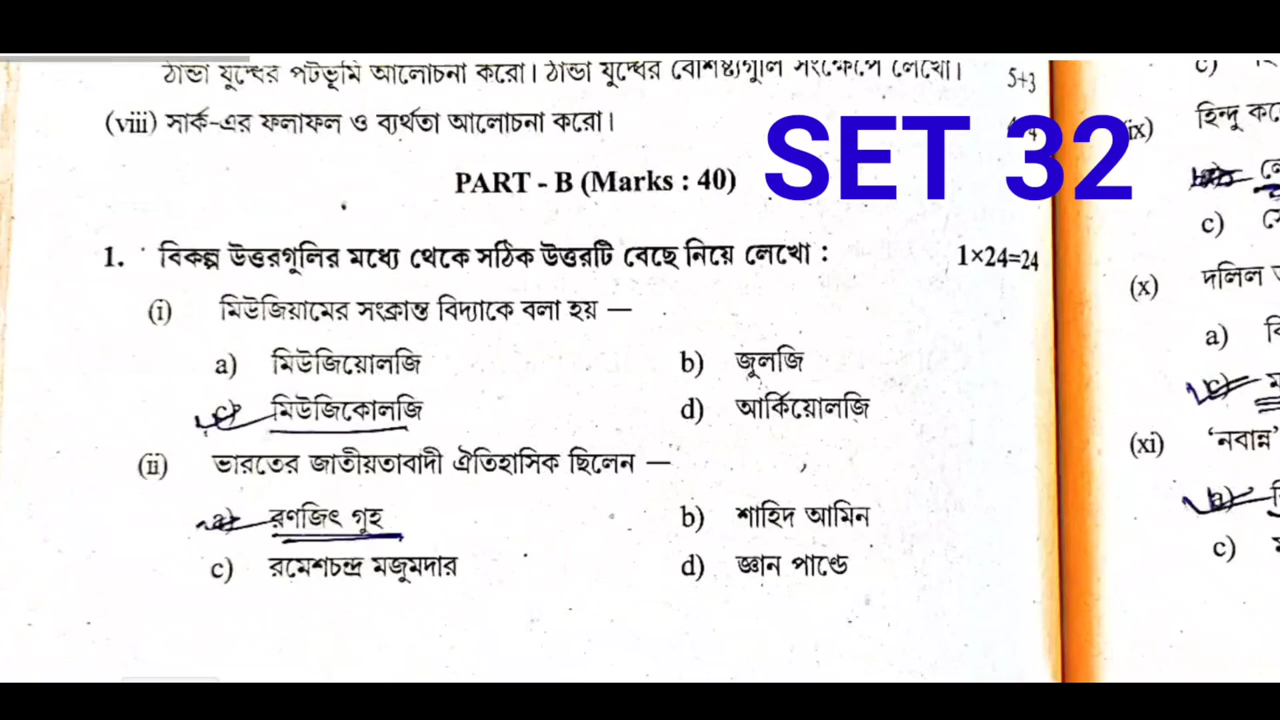 ঠান্ডা যুদ্ধের পটভূমি আলোচনা করো। ঠান্ডা যুদ্ধের বৈশিষ্ট্যগুলি সংক্ষেপে লেখো। 5+3
(viii) সার্ক-এর ফলাফল ও ব্যর্থতা আলোচনা করো।
SET 32
PART - B (Marks : 40)
1. বিকল্প উত্তরগুলির মধ্যে থেকে সঠিক উত্তরটি বেছে নিয়ে লেখো : 1×24=24
(i) মিউজিয়ামের সংক্রান্ত বিদ্যাকে বলা হয় —
a) মিউজিয়োলজি b) জুলজি
c) মিউজিকোলজি d) আর্কিয়োলজি
(ii) ভারতের জাতীয়তাবাদী ঐতিহাসিক ছিলেন —
a) রণজিৎ গুহ b) শাহিদ আমিন
c) রমেশচন্দ্র মজুমদার d) জ্ঞান পাণ্ডে
c)
ix) হিন্দু
c)
(x) দলিল
a)
c)
(xi) ‘নবান্ন’
a)
c)